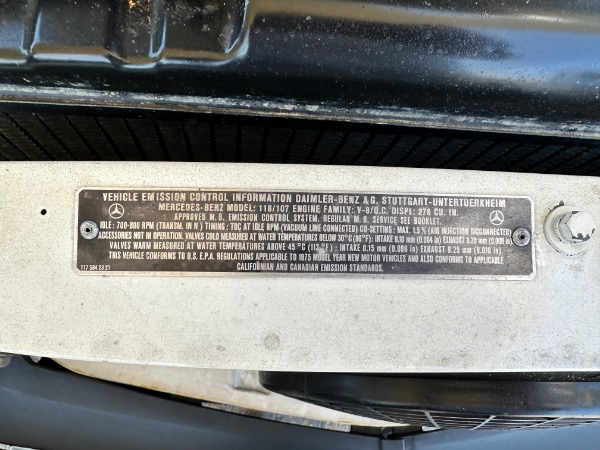 VEHICLE EMISSION CONTROL INFORMATION DAIMLER-BENZ A.G. STUTTGART-UNTERTUERKHEIM
MERCEDES-BENZ MODEL: 116/107 ENGINE FAMILY: V-8/O.C. DISPL: 276 CU. IN.
APPROVED M.B. EMISSION CONTROL SYSTEM. REGULAR M.B. SERVICE SEE BOOKLET.
IDLE: 700-800 RPM (TRANSM. IN N.) TIMING: TDC AT IDLE RPM (VACUUM LINE CONNECTED) CO-SETTING: MAX. 1.5 % (AIR INJECTION DISCONNECTED)
ACCESSORIES NOT IN OPERATION. VALVES COLD MEASURED AT WATER TEMPERATURES BELOW 30°C (86°F): INTAKE 0.10 mm (0.004 in) EXHAUST 0.20 mm (0.008 in)
VALVES WARM MEASURED AT WATER TEMPERATURES ABOVE 45 °C (113 °F): INTAKE 0.15 mm (0.006 in) EXHAUST 0.25 mm (0.010 in)
THIS VEHICLE CONFORMS TO U.S. E.P.A. REGULATIONS APPLICABLE TO 1975 MODEL YEAR NEW MOTOR VEHICLES AND ALSO CONFORMS TO APPLICABLE
117 584 33 21 CALIFORNIAN AND CANADIAN EMISSION STANDARDS.